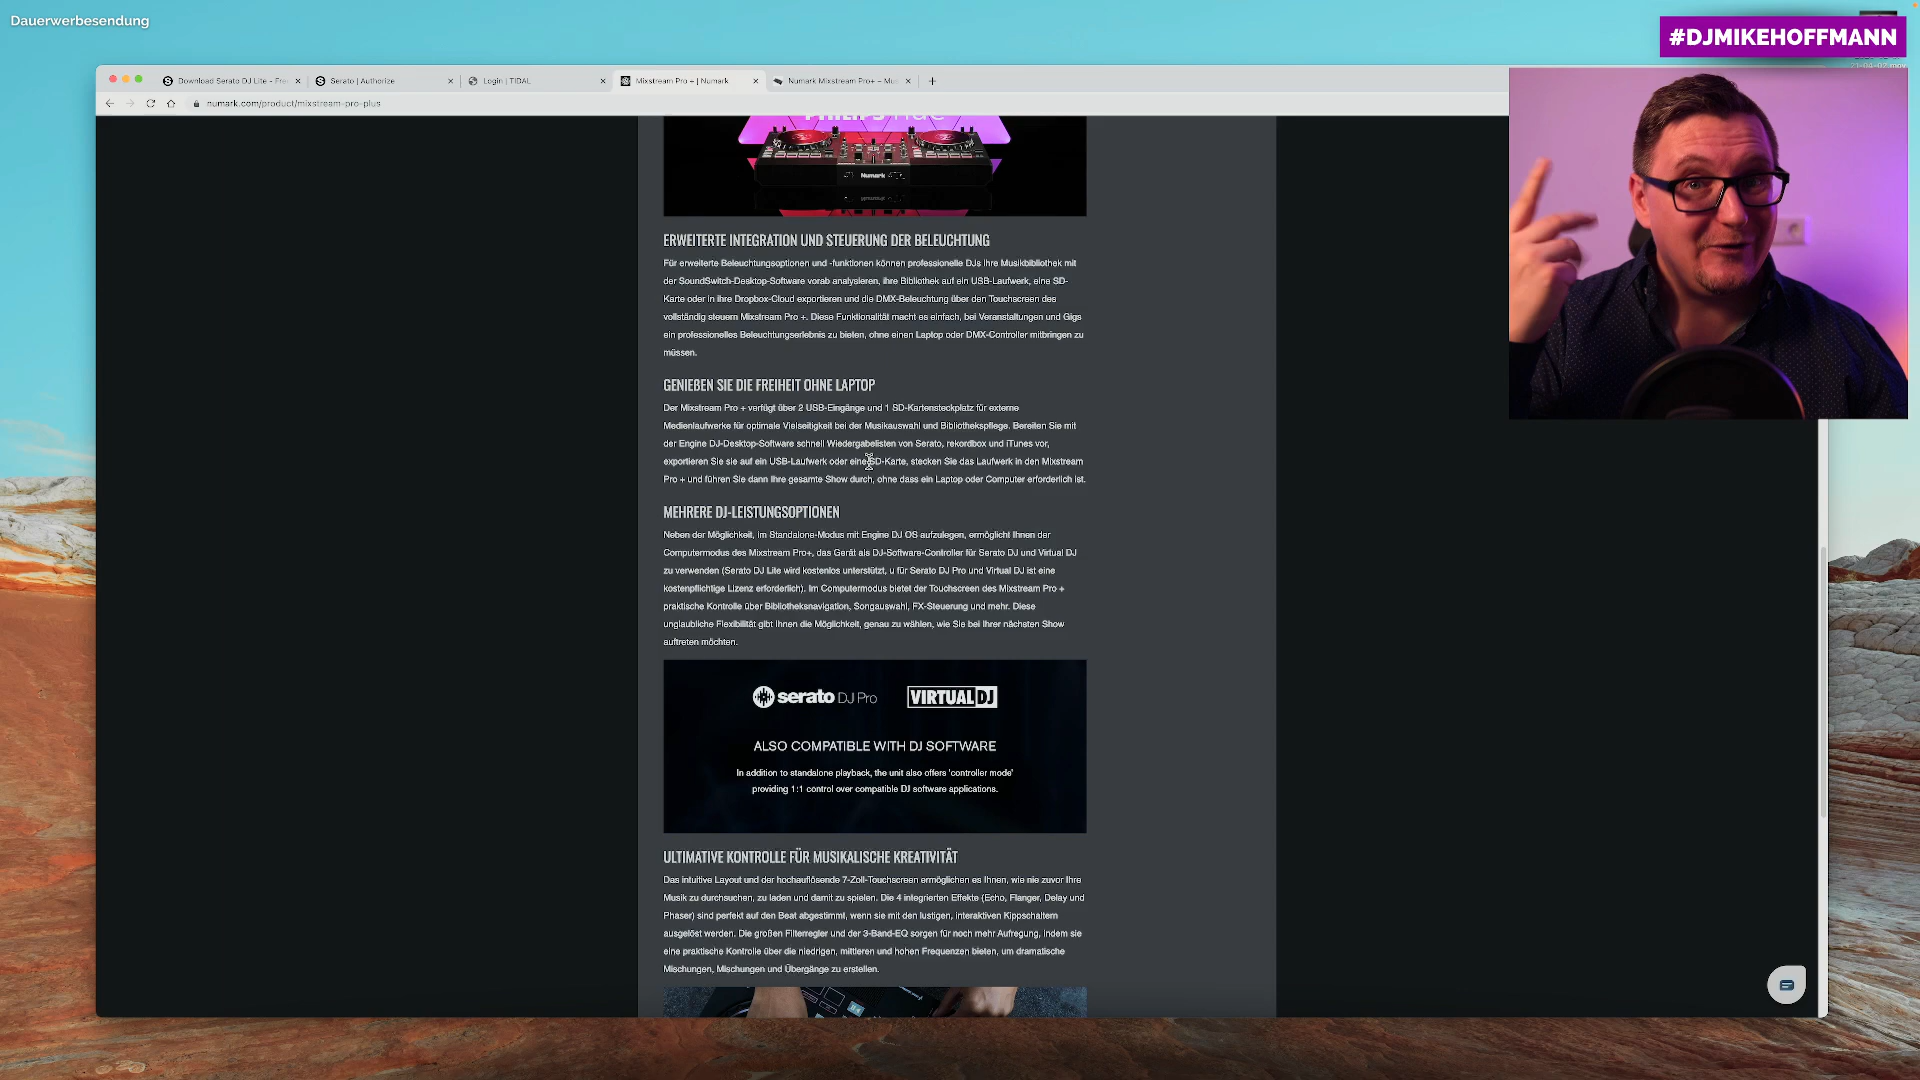 Dauerwerbesendung
#DJMIKEHOFFMANN
Download Serato DJ Lite - Fre
Serato | Authorize
Login | TIDAL
Mixstream Pro + | Numark
Numark Mixstream Pro+ – Mu
numark.com/product/mixstream-pro-plus
Numark
ERWEITERTE INTEGRATION UND STEUERUNG DER BELEUCHTUNG
Für erweiterte Beleuchtungsoptionen und -funktionen können professionelle DJs ihre Musikbibliothek mit
der SoundSwitch-Desktop-Software vorab analysieren, ihre Bibliothek auf ein USB-Laufwerk, eine SD-
Karte oder in ihre Dropbox-Cloud exportieren und die DMX-Beleuchtung über den Touchscreen des
vollständig steuern Mixstream Pro +. Diese Funktionalität macht es einfach, bei Veranstaltungen und Gigs
ein professionelles Beleuchtungserlebnis zu bieten, ohne einen Laptop oder DMX-Controller mitbringen zu
müssen.
GENIEẞEN SIE DIE FREIHEIT OHNE LAPTOP
Der Mixstream Pro + verfügt über 2 USB-Eingänge und 1 SD-Kartensteckplatz für externe
Medienlaufwerke für optimale Vielseitigkeit bei der Musikauswahl und Bibliothekspflege. Bereiten Sie mit
der Engine DJ-Desktop-Software schnell Wiedergabelisten von Serato, rekordbox und iTunes vor,
exportieren Sie sie auf ein USB-Laufwerk oder eine SD-Karte, stecken Sie das Laufwerk in den Mixstream
Pro + und führen Sie dann Ihre gesamte Show durch, ohne dass ein Laptop oder Computer erforderlich ist.
MEHRERE DJ-LEISTUNGSOPTIONEN
Neben der Möglichkeit, im Standalone-Modus mit Engine DJ OS aufzulegen, ermöglicht Ihnen der
Computermodus des Mixstream Pro+, das Gerät als DJ-Software-Controller für Serato DJ und Virtual DJ
zu verwenden (Serato DJ Lite wird kostenlos unterstützt, u für Serato DJ Pro und Virtual DJ ist eine
kostenpflichtige Lizenz erforderlich). Im Computermodus bietet der Touchscreen des Mixstream Pro +
praktische Kontrolle über Bibliotheksnavigation, Songauswahl, FX-Steuerung und mehr. Diese
unglaubliche Flexibilität gibt Ihnen die Möglichkeit, genau zu wählen, wie Sie bei Ihrer nächsten Show
auftreten möchten.
serato DJ Pro VIRTUAL DJ
ALSO COMPATIBLE WITH DJ SOFTWARE
In addition to standalone playback, the unit also offers 'controller mode'
providing 1:1 control over compatible DJ software applications.
ULTIMATIVE KONTROLLE FÜR MUSIKALISCHE KREATIVITÄT
Das intuitive Layout und der hochauflösende 7-Zoll-Touchscreen ermöglichen es Ihnen, wie nie zuvor Ihre
Musik zu durchsuchen, zu laden und damit zu spielen. Die 4 integrierten Effekte (Echo, Flanger, Delay und
Phaser) sind perfekt auf den Beat abgestimmt, wenn sie mit den lustigen, interaktiven Kippschaltern
ausgelöst werden. Die großen Filterregler und der 3-Band-EQ sorgen für noch mehr Aufregung, indem sie
eine praktische Kontrolle über die niedrigen, mittleren und hohen Frequenzen bieten, um dramatische
Mischungen, Mischungen und Übergänge zu erstellen.